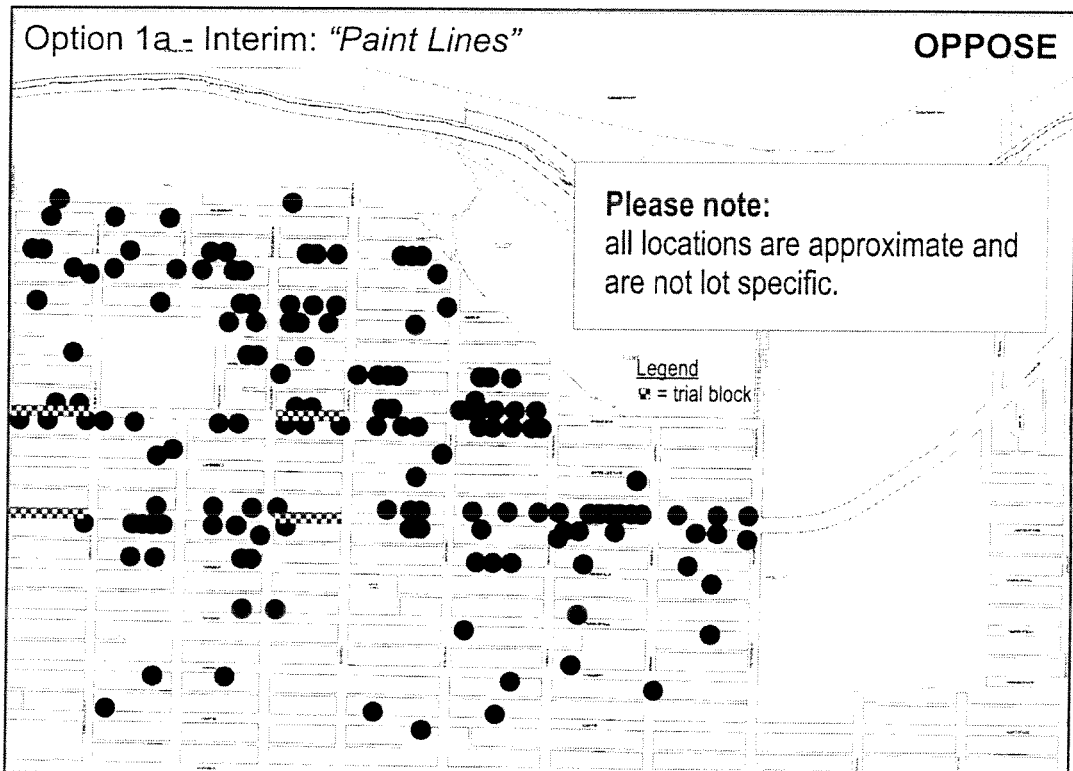 Option 1a - Interim: "Paint Lines"
OPPOSE
Please note:
all locations are approximate and
are not lot specific.
Legend
= trial block